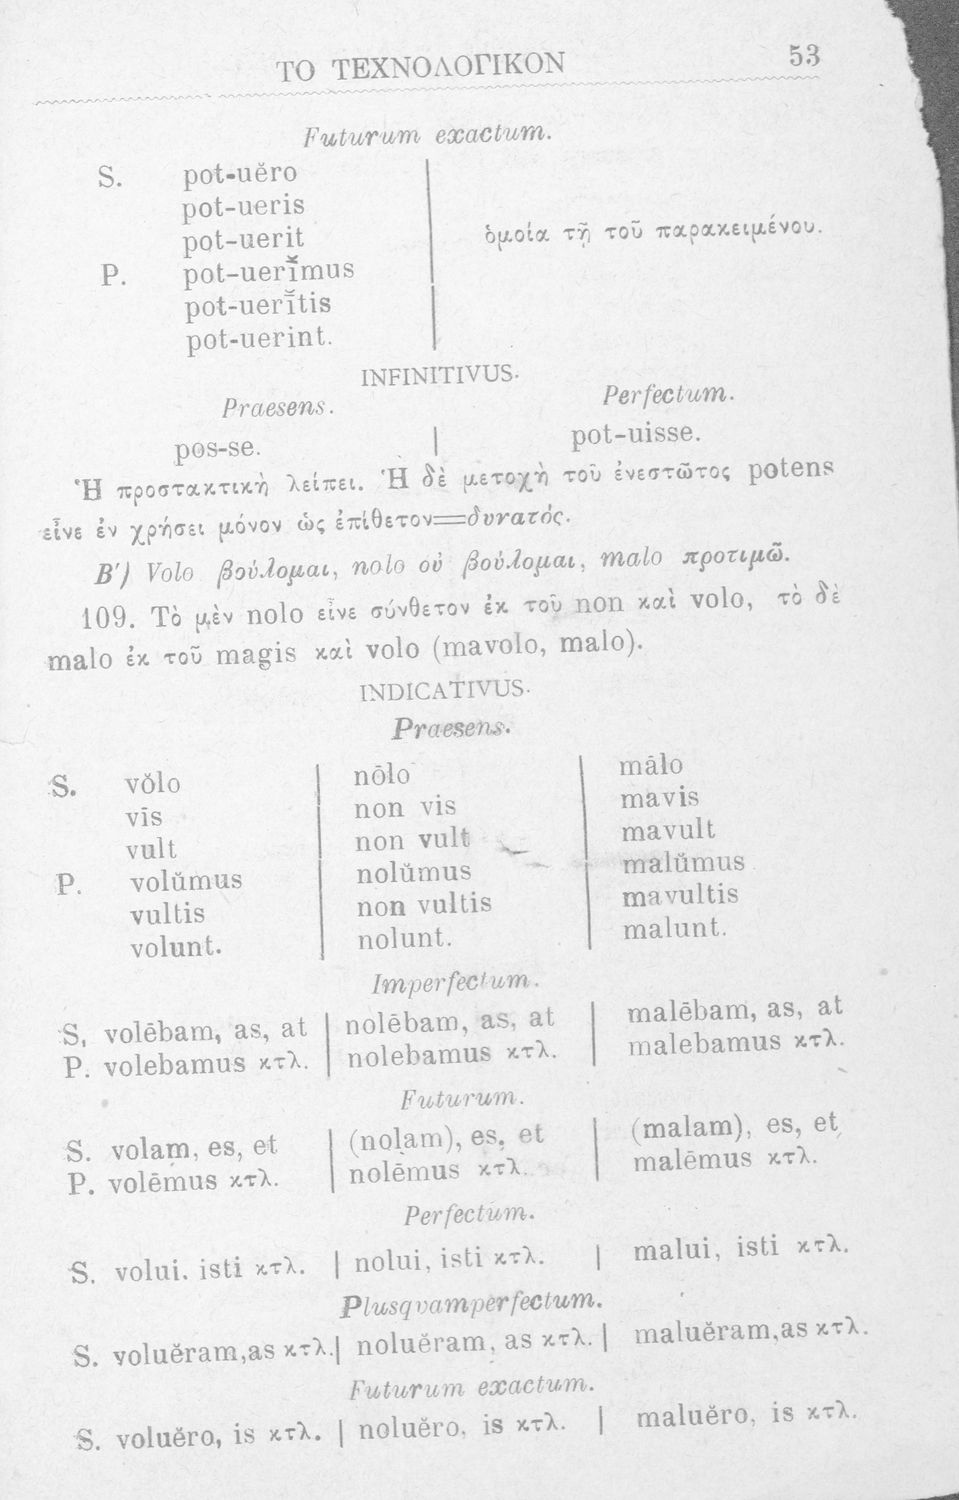 ΤΟ ΤΕΧΝΟΛΟΓΙΚΟΝ 53
Futurum exactum.
S. pot-uĕro
pot-ueris
pot-uerit ὁμοία τῇ τοῦ παρακειμένου.
P. pot-uerĭ̄mus
pot-uerĭ̄tis
pot-uerint.
INFINITIVUS.
Praesens. Perfectum.
pos-se. | pot-uisse.
Ἡ προστακτικὴ λείπει. Ἡ δὲ μετοχὴ τοῦ ἐνεστῶτος potens
εἶνε ἐν χρήσει μόνον ὡς ἐπίθετον=δυνατός.
Β′) Volo βούλομαι, nolo οὐ βούλομαι, malo προτιμῶ.
109. Τὸ μὲν nolo εἶνε σύνθετον ἐκ τοῦ non καὶ volo, τὸ δὲ
malo ἐκ τοῦ magis καὶ volo (mavolo, malo).
INDICATIVUS.
Praesens.
S. vŏlo | nōlo | mālo
vīs | non vis | mavis
vult | non vult | mavult
P. volŭmus | nolŭmus | malŭmus
vultis | non vultis | mavultis
volunt. | nolunt. | malunt.
Imperfectum.
S. volēbam, as, at | nolēbam, as, at | malēbam, as, at
P. volebamus κτλ. | nolebamus κτλ. | malebamus κτλ.
Futurum.
S. volam, es, et | (nolam), es, et | (malam), es, et
P. volēmus κτλ. | nolēmus κτλ. | malēmus κτλ.
Perfectum.
S. volui. isti κτλ. | nolui, isti κτλ. | malui, isti κτλ.
Plusqvamperfectum.
S. voluĕram,as κτλ.| noluĕram, as κτλ. | maluĕram,as κτλ.
Futurum exactum.
S. voluĕro, is κτλ. | noluĕro, is κτλ. | maluĕro, is κτλ.